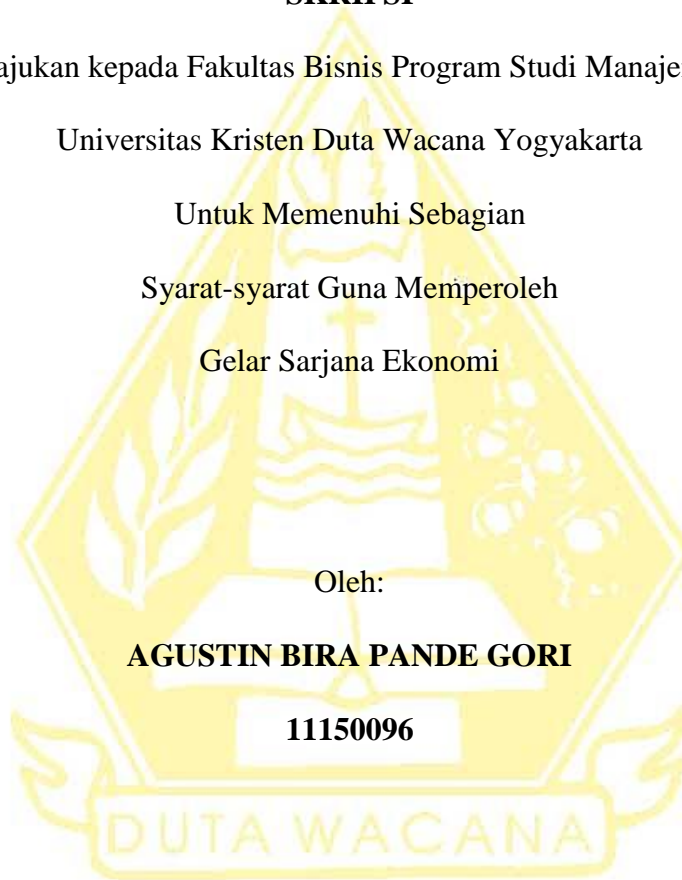 SKRIPSI
ajukan kepada Fakultas Bisnis Program Studi Manaje
Universitas Kristen Duta Wacana Yogyakarta
Untuk Memenuhi Sebagian
Syarat-syarat Guna Memperoleh
Gelar Sarjana Ekonomi
Oleh:
AGUSTIN BIRA PANDE GORI
11150096
DUTA WACANA